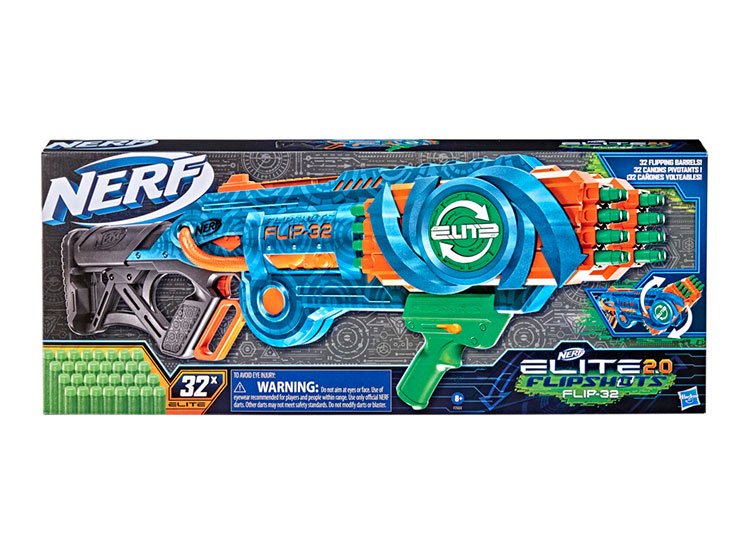 NERF
32 FLIPPING BARRELS!
32 CANONS PIVOTANTS !
¡32 CAÑONES VOLTEABLES!
NERF
NERF
FLIPSHOTS
FLIP-32
ELITE
32X
ELITE
TO AVOID EYE INJURY:
WARNING: Do not aim at eyes or face. Use of
eyewear recommended for players and people within range. Use only official NERF
darts. Other darts may not meet safety standards. Do not modify darts or blaster.
8+
NERF
ELITE 2.0
FLIPSHOTS
FLIP-32
Hasbro